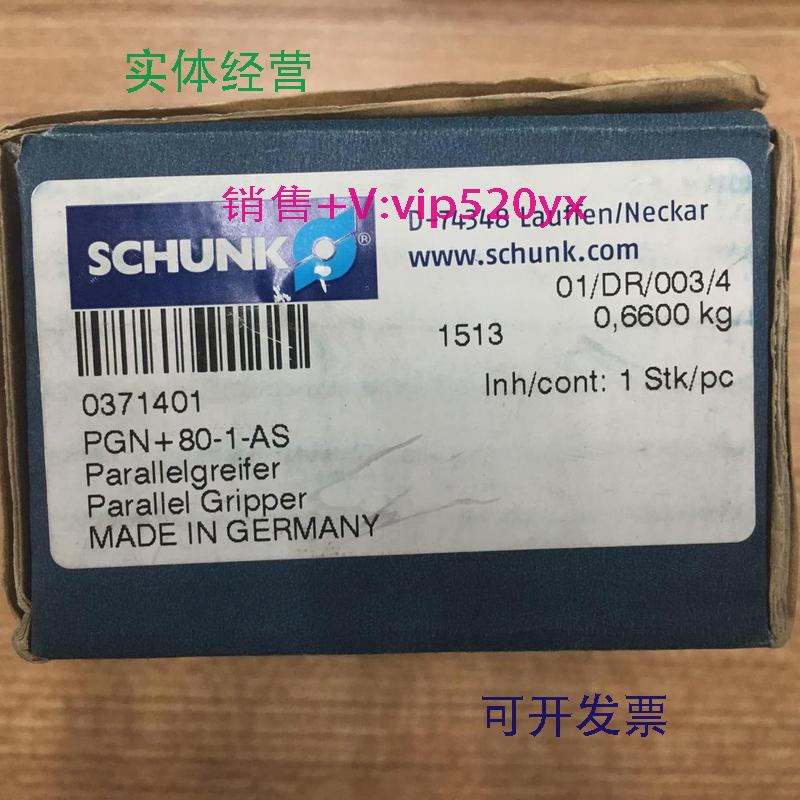 实体经营
销售+V:vip520yx
SCHUNK ®
D-74348 Lauffen/Neckar
www.schunk.com
01/DR/003/4
1513 0,6600 kg
Inh/cont: 1 Stk/pc
0371401
PGN+80-1-AS
Parallelgreifer
Parallel Gripper
MADE IN GERMANY
可开发票